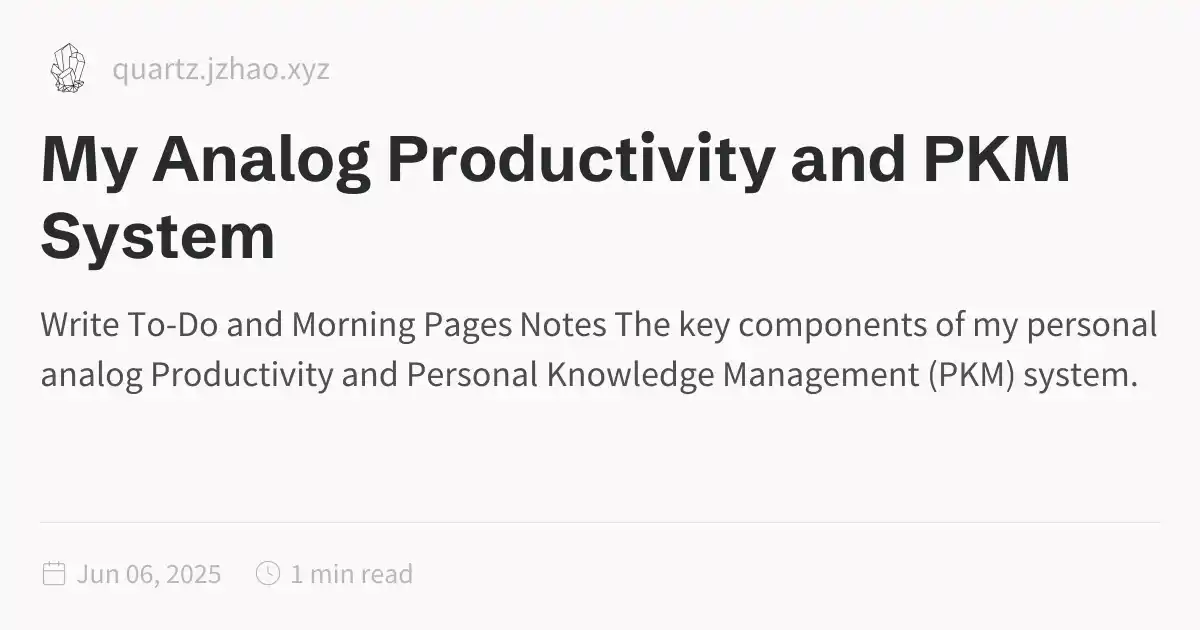 quartz.jzhao.xyz
My Analog Productivity and PKM
System
Write To-Do and Morning Pages Notes The key components of my personal
analog Productivity and Personal Knowledge Management (PKM) system.
Jun 06, 2025 1 min read